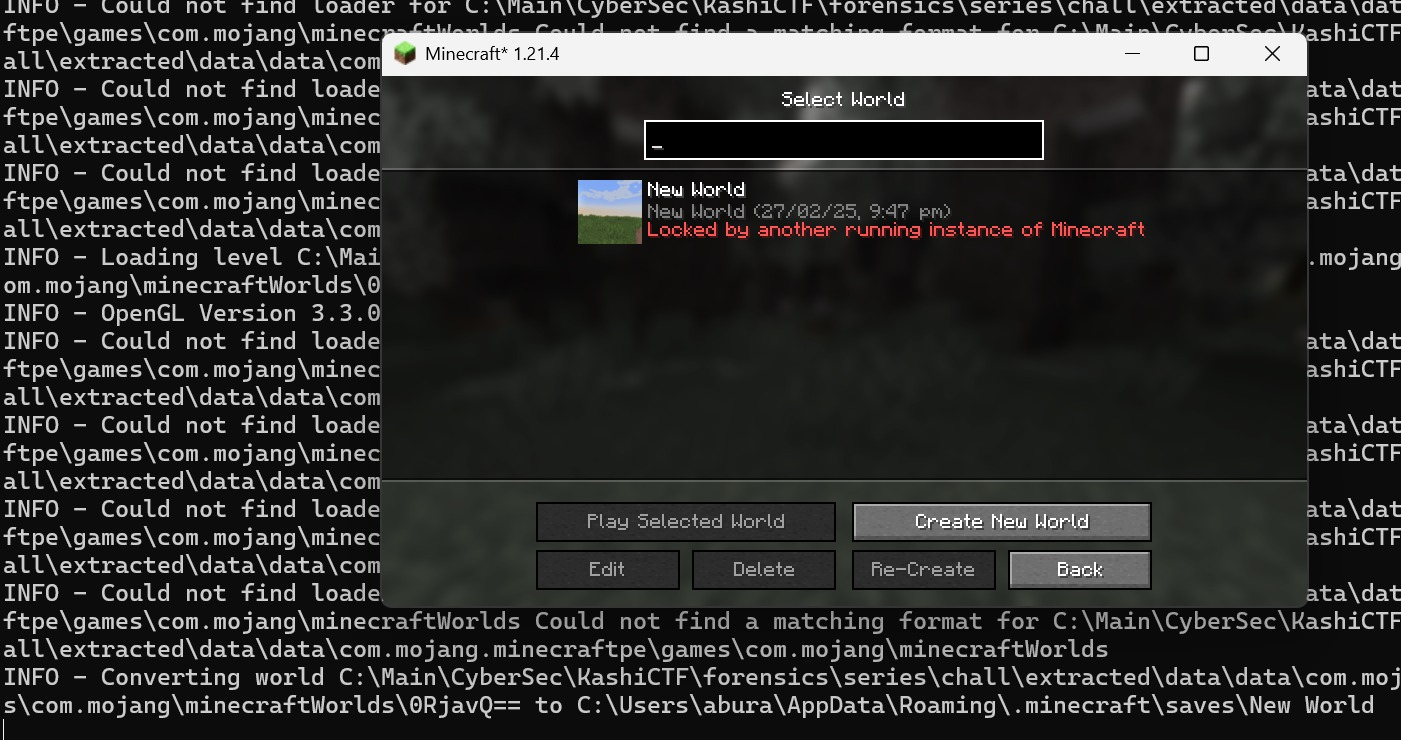 INFO - Could not find loader for C:\Main\CyberSec\KashiCTF\forensics\series\chall\extracted\data\dat
ftpe\games\com.mojang\minecraftWorlds Could not find a matching format for C:\Main\CyberSec\KashiCTF
all\extracted\data\data\com
INFO - Could not find loade
ata\dat
ftpe\games\com.mojang\minec
ashiCTF
all\extracted\data\data\com
INFO - Could not find loade
ata\dat
ftpe\games\com.mojang\minec
ashiCTF
all\extracted\data\data\com
INFO - Loading level C:\Mai
.mojang
om.mojang\minecraftWorlds\0
INFO - OpenGL Version 3.3.0
INFO - Could not find loade
ata\dat
ftpe\games\com.mojang\minec
ashiCTF
all\extracted\data\data\com
INFO - Could not find loade
ata\dat
ftpe\games\com.mojang\minec
ashiCTF
all\extracted\data\data\com
INFO - Could not find loade
ata\dat
ftpe\games\com.mojang\minec
ashiCTF
all\extracted\data\data\com
INFO - Could not find loade
ata\dat
ftpe\games\com.mojang\minecraftWorlds Could not find a matching format for C:\Main\CyberSec\KashiCTF
all\extracted\data\data\com.mojang.minecraftpe\games\com.mojang\minecraftWorlds
INFO - Converting world C:\Main\CyberSec\KashiCTF\forensics\series\chall\extracted\data\data\com.moj
s\com.mojang\minecraftWorlds\0RjavQ== to C:\Users\abura\AppData\Roaming\.minecraft\saves\New World
Minecraft* 1.21.4
Select World
_
New World
New World (27/02/25, 9:47 pm)
Locked by another running instance of Minecraft
Play Selected World
Create New World
Edit
Delete
Re-Create
Back